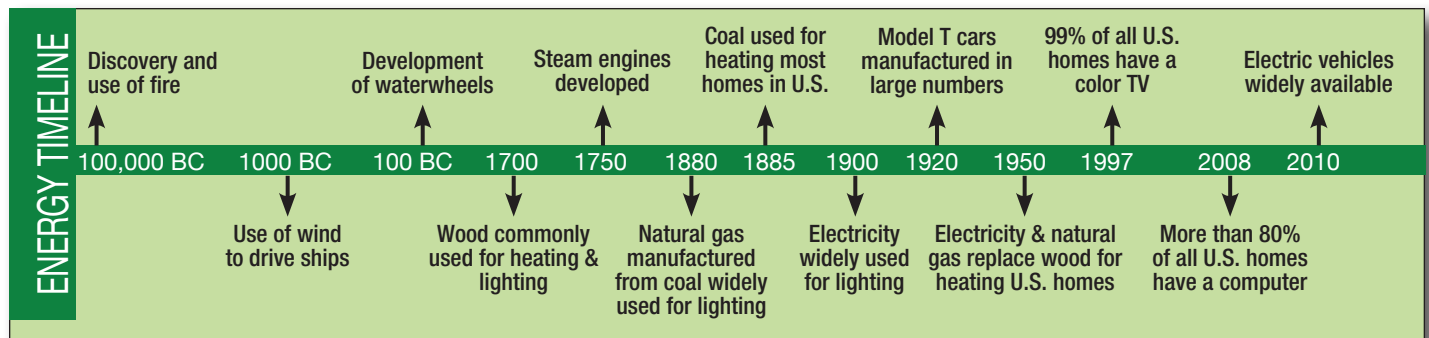 ENERGY TIMELINE
Discovery and
use of fire
Development
of waterwheels
Steam engines
developed
Coal used for
heating most
homes in U.S.
Model T cars
manufactured in
large numbers
99% of all U.S.
homes have a
color TV
Electric vehicles
widely available
100,000 BC 1000 BC 100 BC 1700 1750 1880 1885 1900 1920 1950 1997 2008 2010
Use of wind
to drive ships
Wood commonly
used for heating &
lighting
Natural gas
manufactured
from coal widely
used for lighting
Electricity
widely used
for lighting
Electricity & natural
gas replace wood for
heating U.S. homes
More than 80%
of all U.S. homes
have a computer